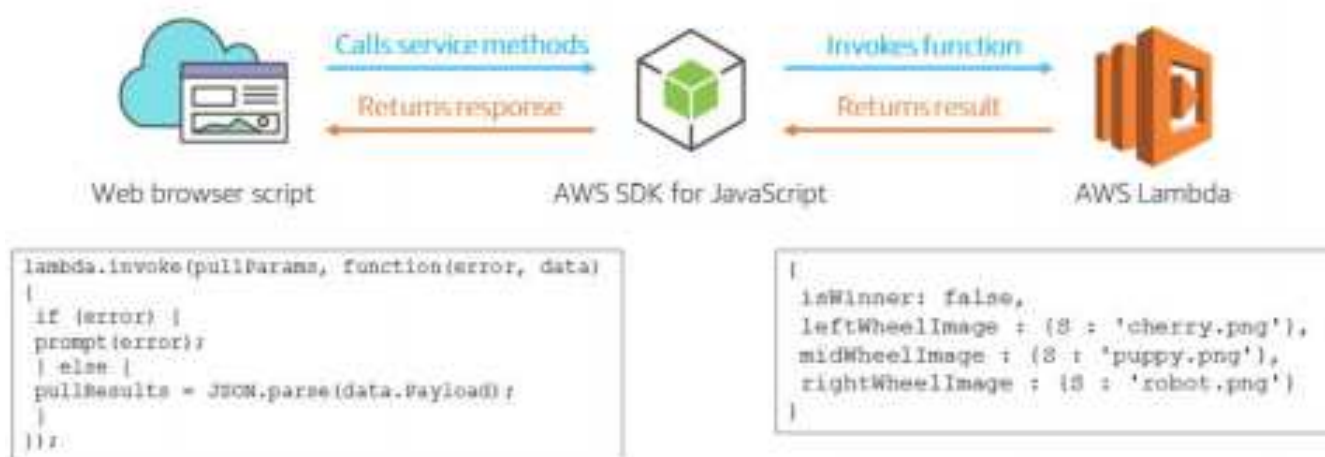 Calls service methods
Invokes function
Returns response
Returns result
Web browser script
AWS SDK for JavaScript
AWS Lambda
lambda.invoke(pullParams, function(error, data)
{
if (error) {
prompt(error);
} else {
pullResults = JSON.parse(data.Payload);
}
});
{
isWinner: false,
leftWheelImage : {S : 'cherry.png'},
midWheelImage : {S : 'puppy.png'},
rightWheelImage : {S : 'robot.png'}
}